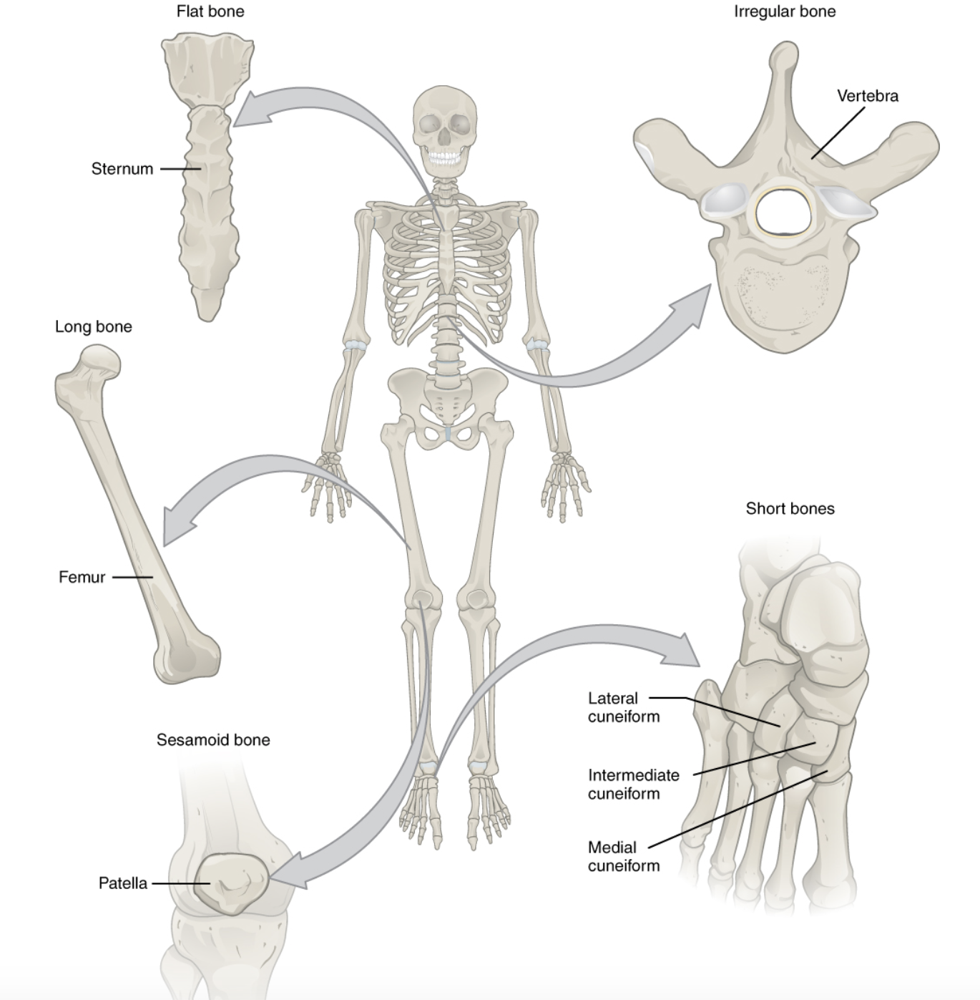 Flat bone
Irregular bone
Vertebra
Sternum
Long bone
Femur
Short bones
Lateral
cuneiform
Intermediate
cuneiform
Medial
cuneiform
Sesamoid bone
Patella